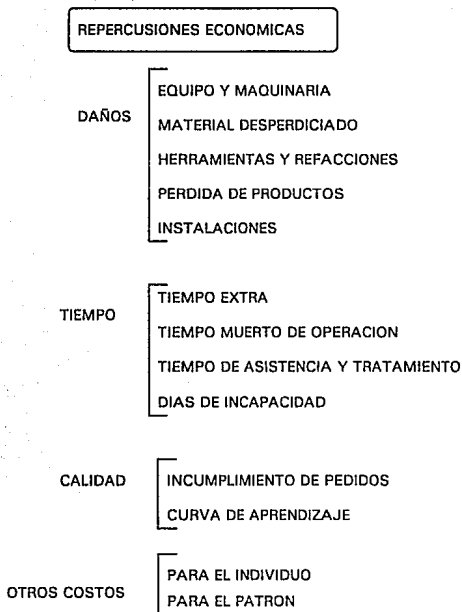 REPERCUSIONES ECONOMICAS
DAÑOS
EQUIPO Y MAQUINARIA
MATERIAL DESPERDICIADO
HERRAMIENTAS Y REFACCIONES
PERDIDA DE PRODUCTOS
INSTALACIONES
TIEMPO
TIEMPO EXTRA
TIEMPO MUERTO DE OPERACION
TIEMPO DE ASISTENCIA Y TRATAMIENTO
DIAS DE INCAPACIDAD
CALIDAD
INCUMPLIMIENTO DE PEDIDOS
CURVA DE APRENDIZAJE
OTROS COSTOS
PARA EL INDIVIDUO
PARA EL PATRON